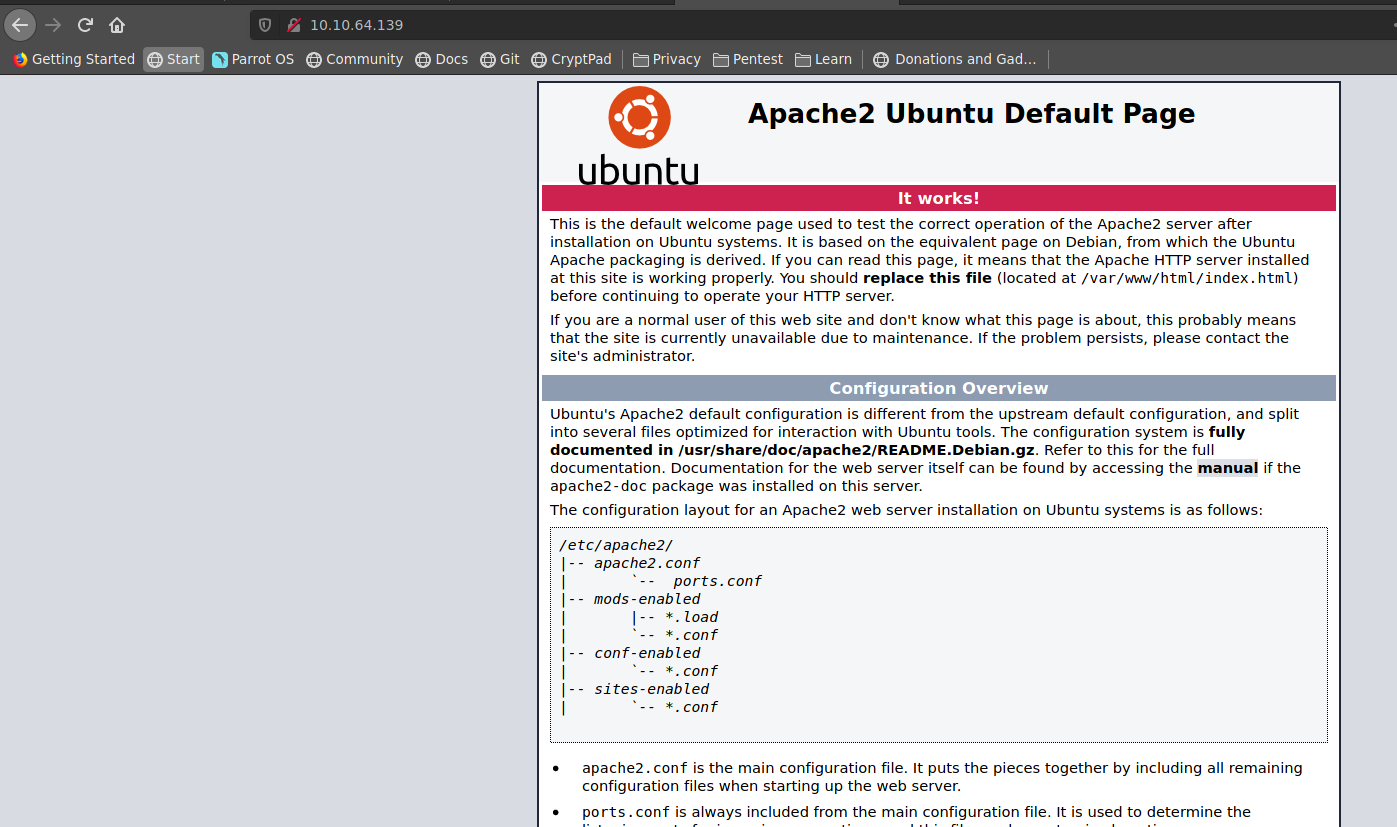 10.10.64.139
Getting Started Start Parrot OS Community Docs Git CryptPad Privacy Pentest Learn Donations and Gad...
ubuntu
Apache2 Ubuntu Default Page
It works!
This is the default welcome page used to test the correct operation of the Apache2 server after
installation on Ubuntu systems. It is based on the equivalent page on Debian, from which the Ubuntu
Apache packaging is derived. If you can read this page, it means that the Apache HTTP server installed
at this site is working properly. You should replace this file (located at /var/www/html/index.html)
before continuing to operate your HTTP server.
If you are a normal user of this web site and don't know what this page is about, this probably means
that the site is currently unavailable due to maintenance. If the problem persists, please contact the
site's administrator.
Configuration Overview
Ubuntu's Apache2 default configuration is different from the upstream default configuration, and split
into several files optimized for interaction with Ubuntu tools. The configuration system is fully
documented in /usr/share/doc/apache2/README.Debian.gz. Refer to this for the full
documentation. Documentation for the web server itself can be found by accessing the manual if the
apache2-doc package was installed on this server.
The configuration layout for an Apache2 web server installation on Ubuntu systems is as follows:
/etc/apache2/
|-- apache2.conf
|       `--  ports.conf
|-- mods-enabled
|       |-- *.load
|       `-- *.conf
|-- conf-enabled
|       `-- *.conf
|-- sites-enabled
|       `-- *.conf
• apache2.conf is the main configuration file. It puts the pieces together by including all remaining
configuration files when starting up the web server.
• ports.conf is always included from the main configuration file. It is used to determine the